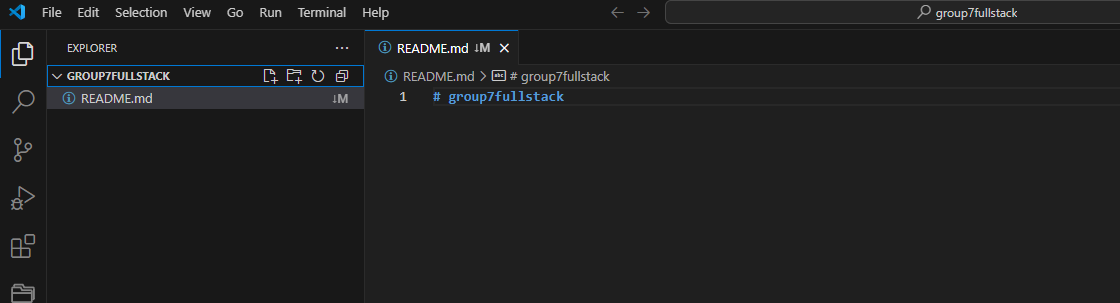 File Edit Selection View Go Run Terminal Help
group7fullstack
EXPLORER ...
README.md ↓M ×
GROUP7FULLSTACK
README.md > # group7fullstack
README.md ↓M
1 # group7fullstack